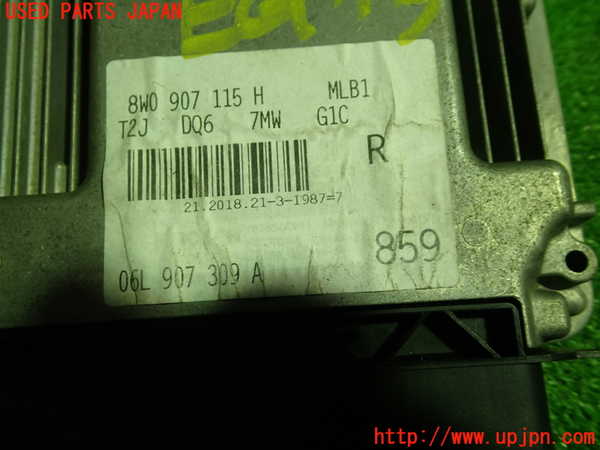 USED PARTS JAPAN
8W0 907 115 H MLB1
T2J DQ6 7MW G1C
R
21.2018.21-3-1987=7
859
06L 907 309 A
http://www.upjpn.com/